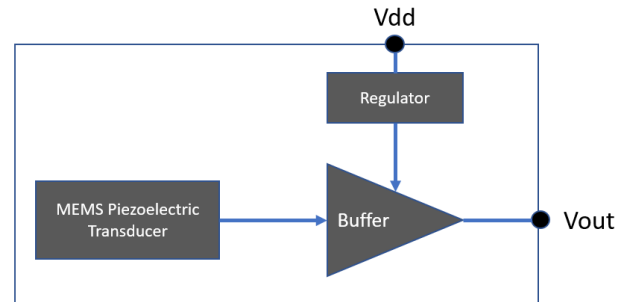 Vdd
Regulator
MEMS Piezoelectric
Transducer
Buffer
Vout